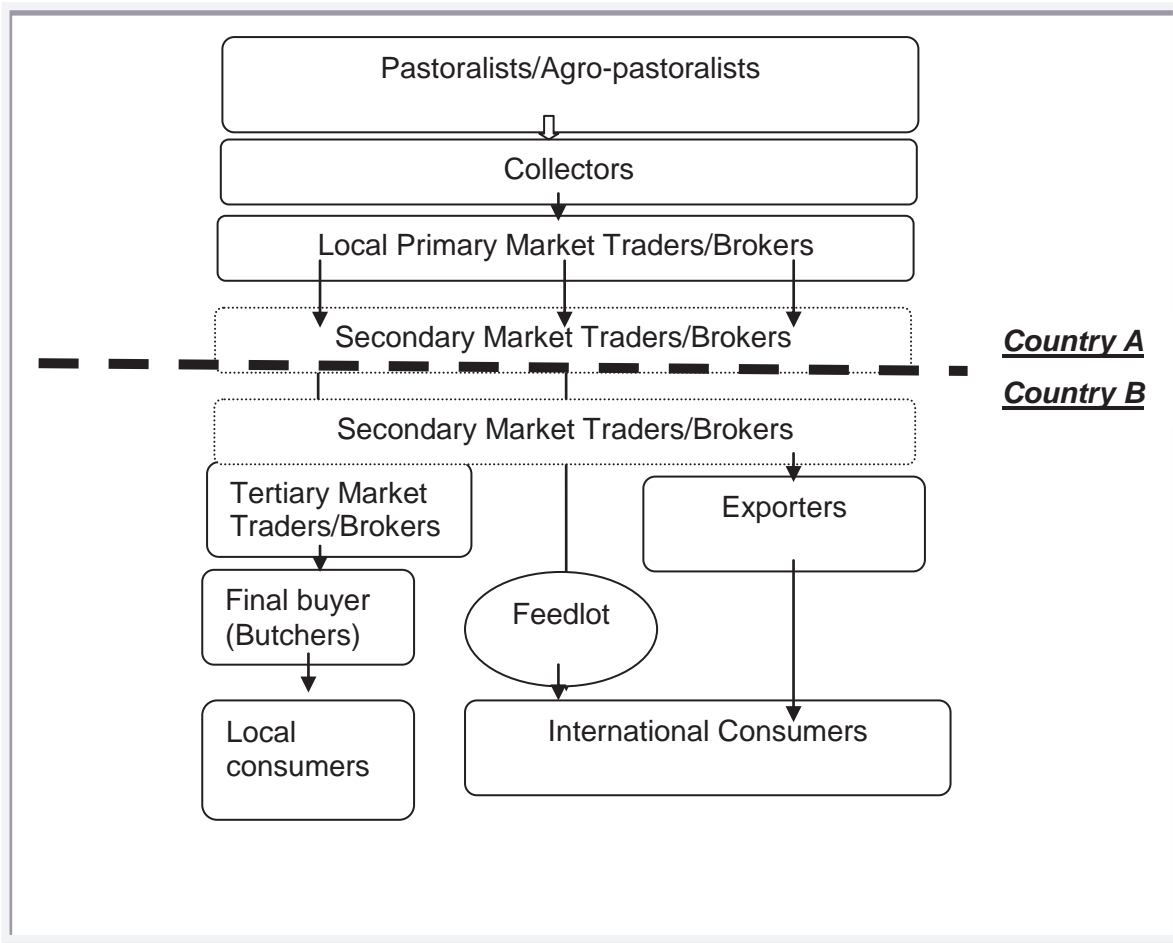 Pastoralists/Agro-pastoralists
Collectors
Local Primary Market Traders/Brokers
Secondary Market Traders/Brokers
Country A
Country B
Secondary Market Traders/Brokers
Tertiary Market
Traders/Brokers
Exporters
Final buyer
(Butchers)
Feedlot
Local
consumers
International Consumers